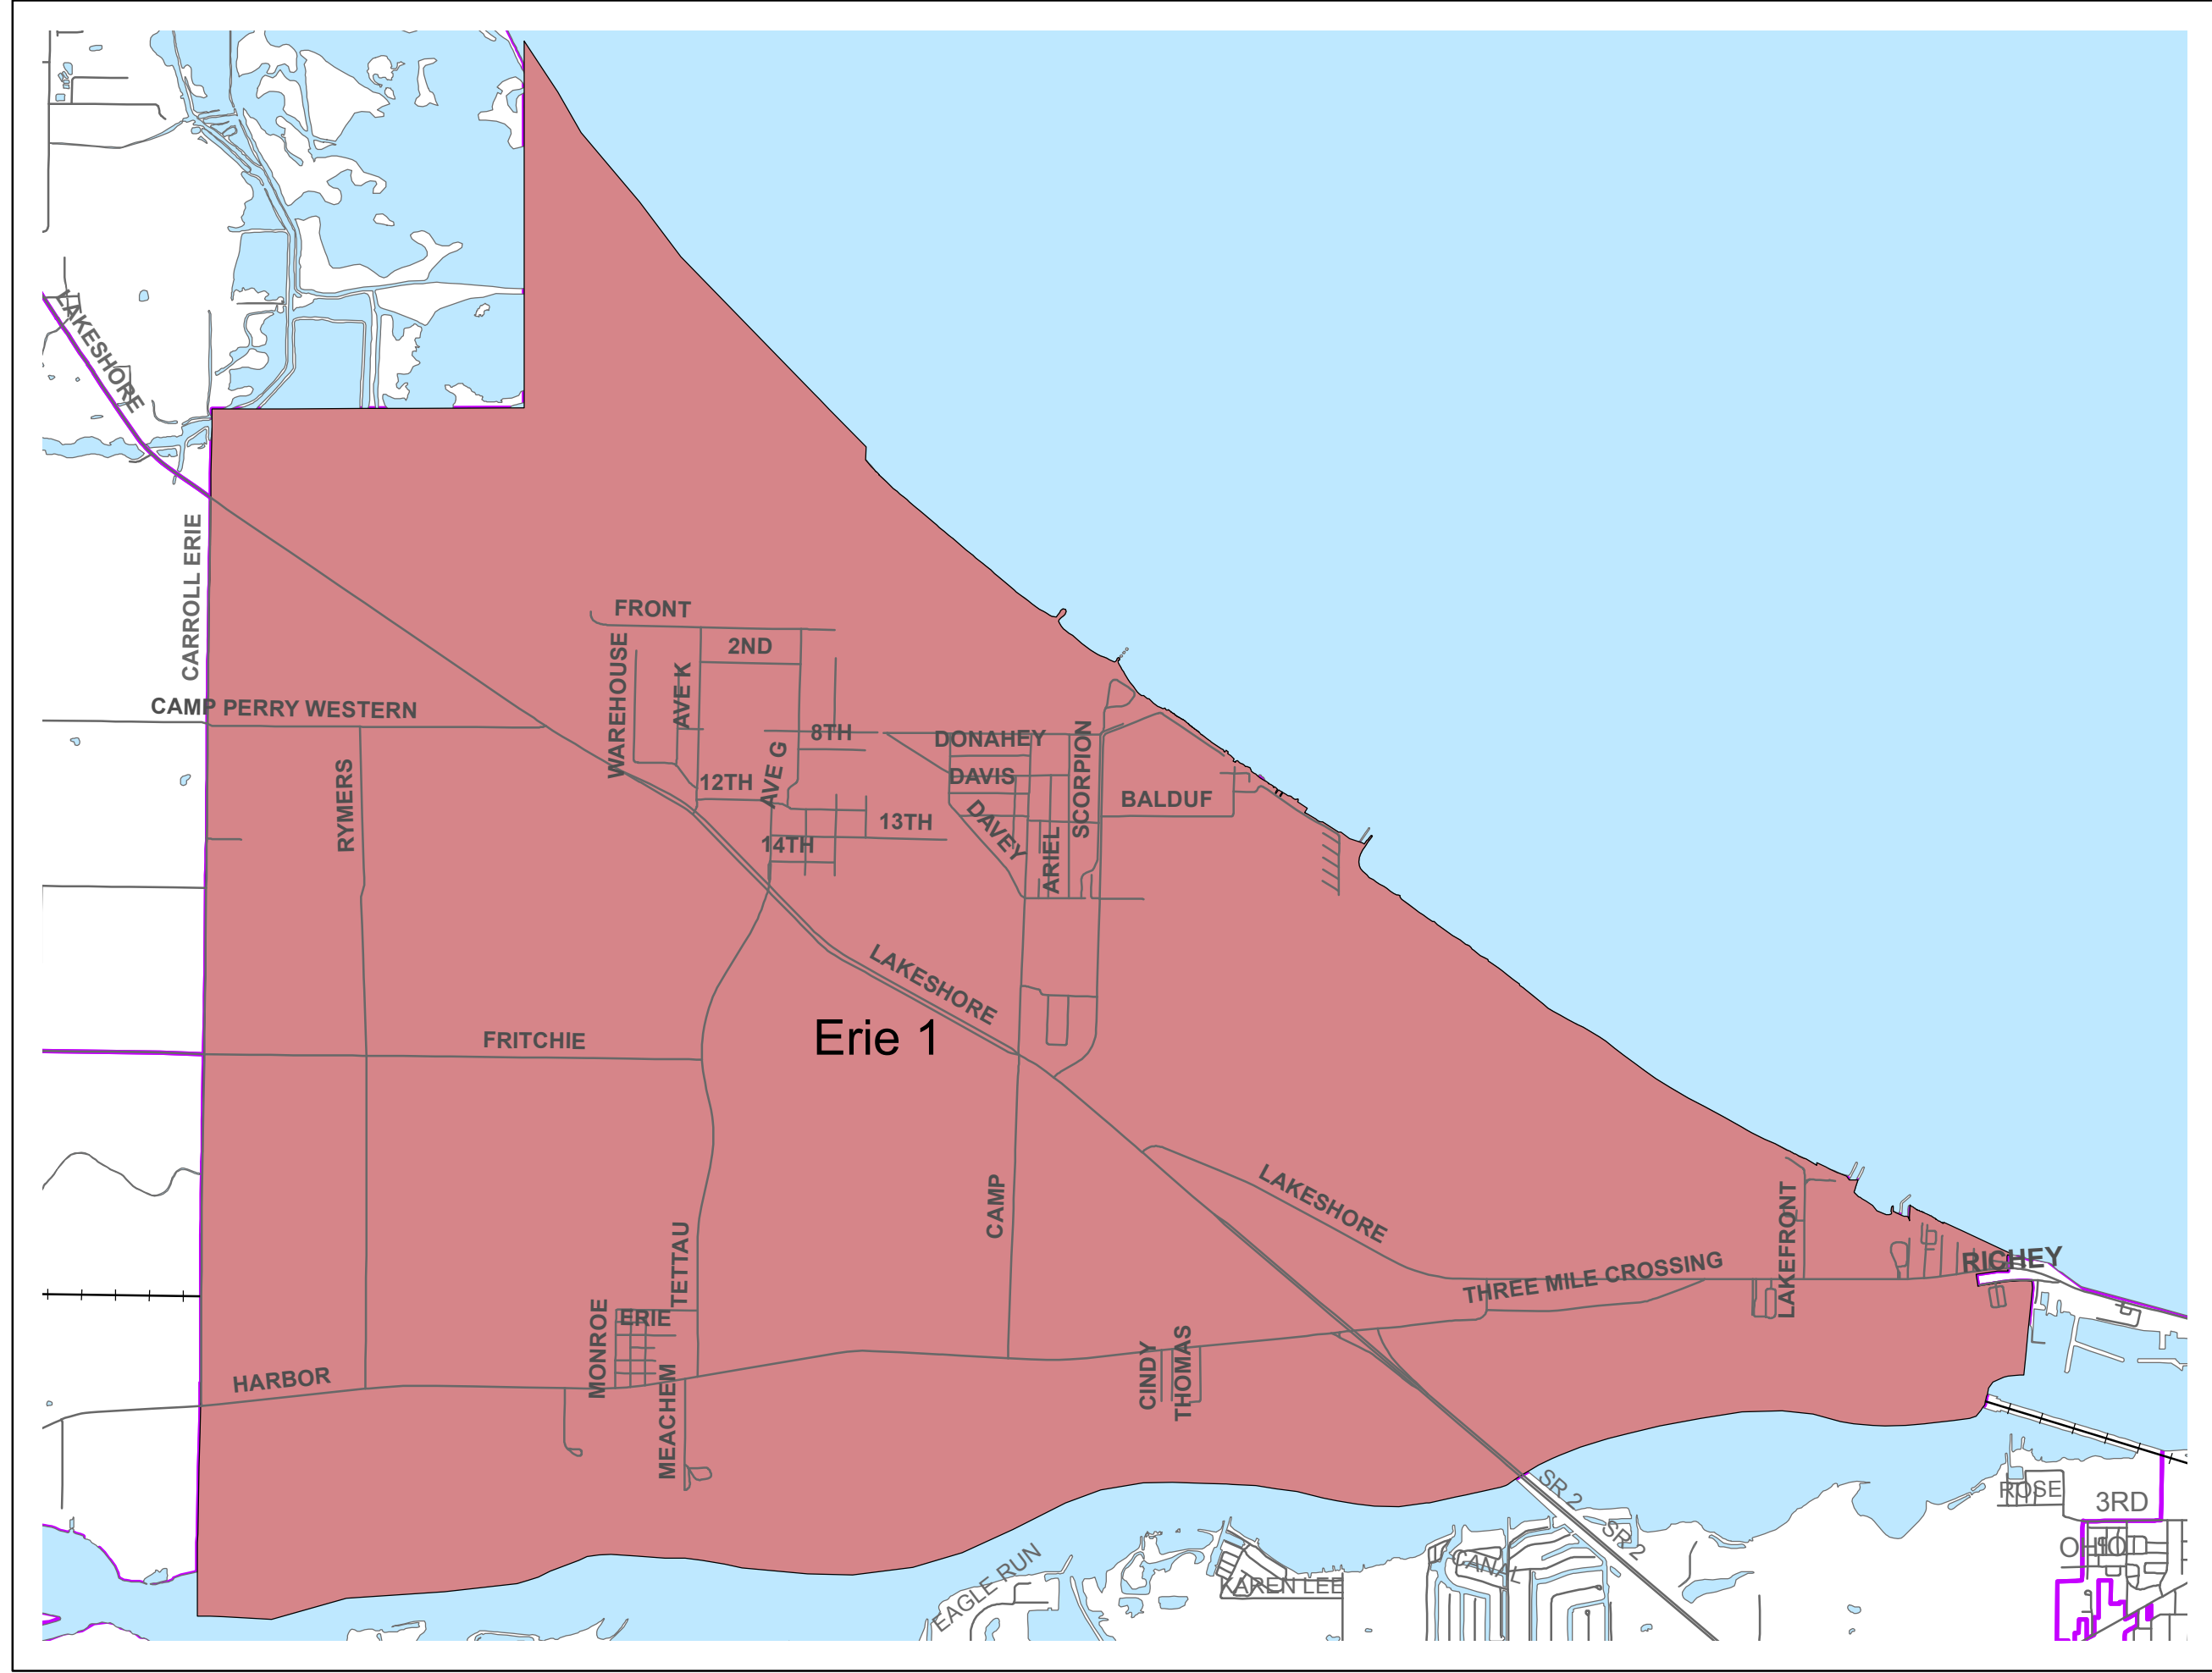 LAKESHORE
CARROLL ERIE
FRONT
WAREHOUSE
2ND
AVE K
CAMP PERRY WESTERN
8TH
DONAHEY
SCORPION
RYMERS
12TH
AVE G
DAVIS
BALDUF
13TH
DAVEY
14TH
ARIEL
LAKESHORE
FRITCHIE
Erie 1
CAMP
LAKESHORE
LAKEFRONT
TETTAU
RICHEY
THREE MILE CROSSING
MONROE
ERIE
CINDY
THOMAS
HARBOR
MEACHEM
SR 2
ROSE
3RD
SR 2
OHIO
EAGLE RUN
CANAL
KAREN LEE